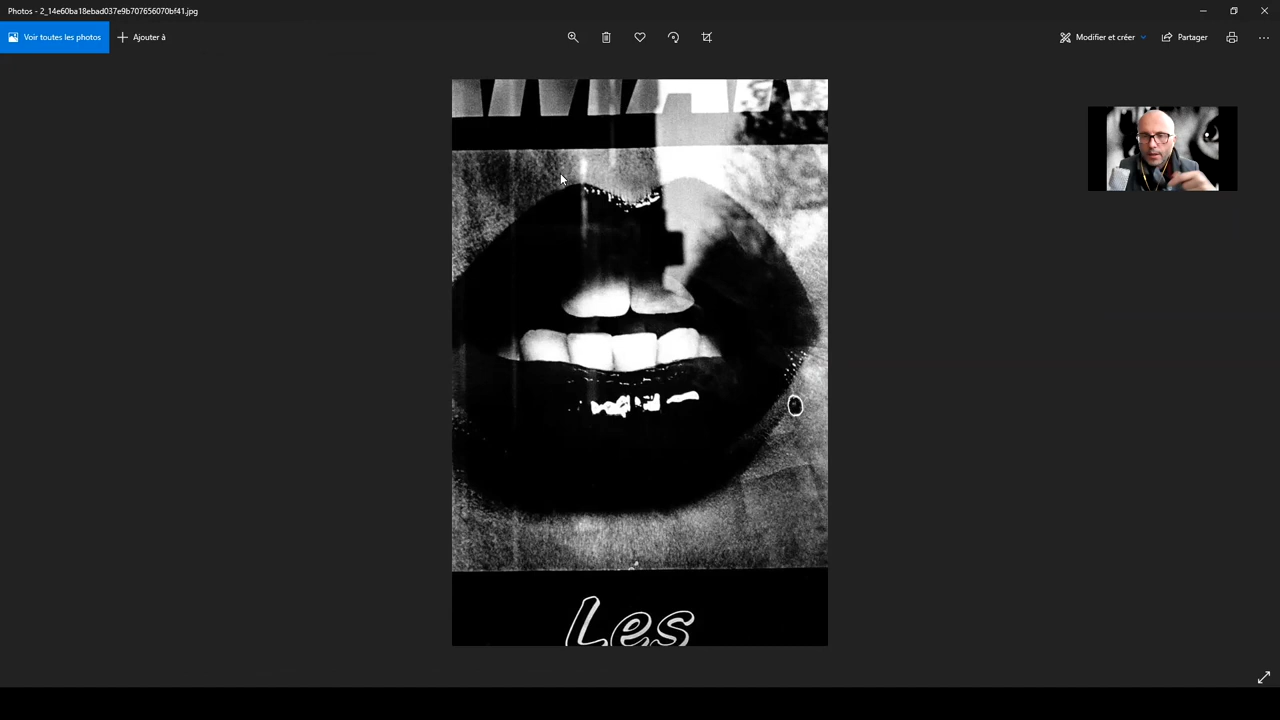 Photos - 2_14e60ba18ebad037e9b707656070bf41.jpg
Voir toutes les photos
Ajouter à
Modifier et créer
Partager
Les